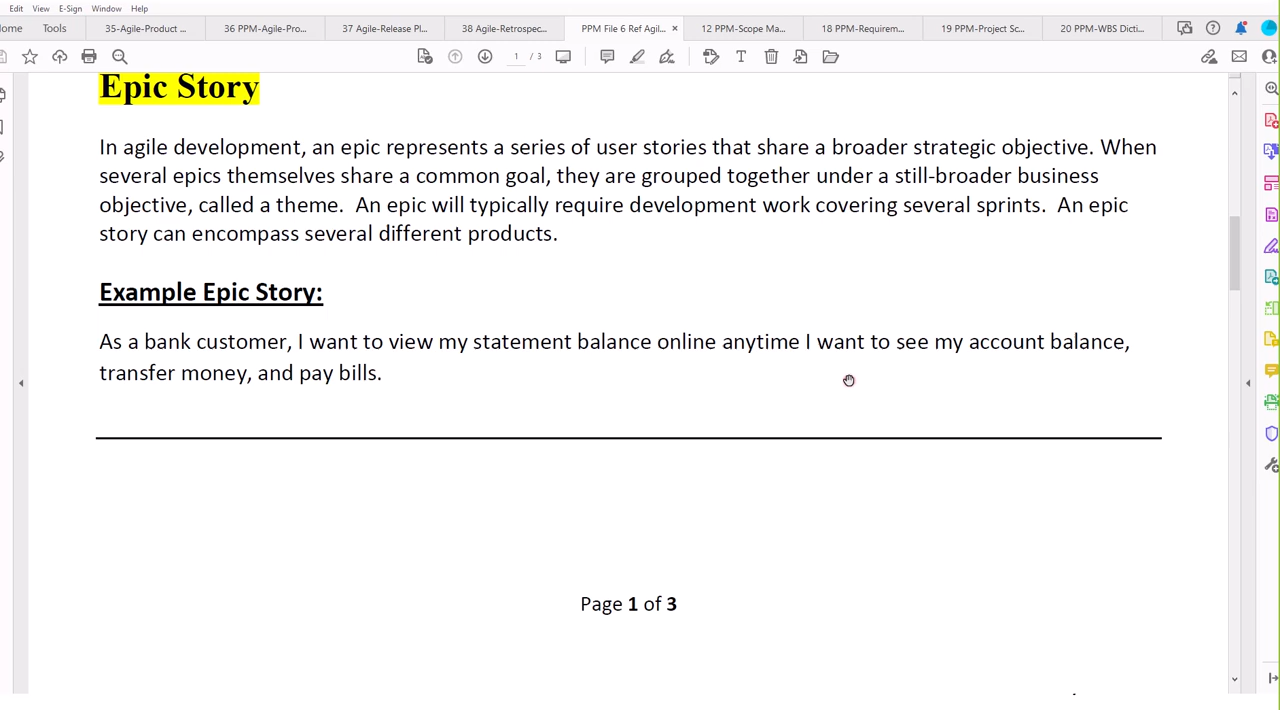 Edit View E-Sign Window Help
ome Tools 35-Agile-Product ... 36 PPM-Agile-Pro... 37 Agile-Release Pl... 38 Agile-Retrospec... PPM File 6 Ref Agil... × 12 PPM-Scope Ma... 18 PPM-Requirem... 19 PPM-Project Sc... 20 PPM-WBS Dicti...
1 / 3
Epic Story
In agile development, an epic represents a series of user stories that share a broader strategic objective. When
several epics themselves share a common goal, they are grouped together under a still-broader business
objective, called a theme. An epic will typically require development work covering several sprints. An epic
story can encompass several different products.
Example Epic Story:
As a bank customer, I want to view my statement balance online anytime I want to see my account balance,
transfer money, and pay bills.
Page 1 of 3